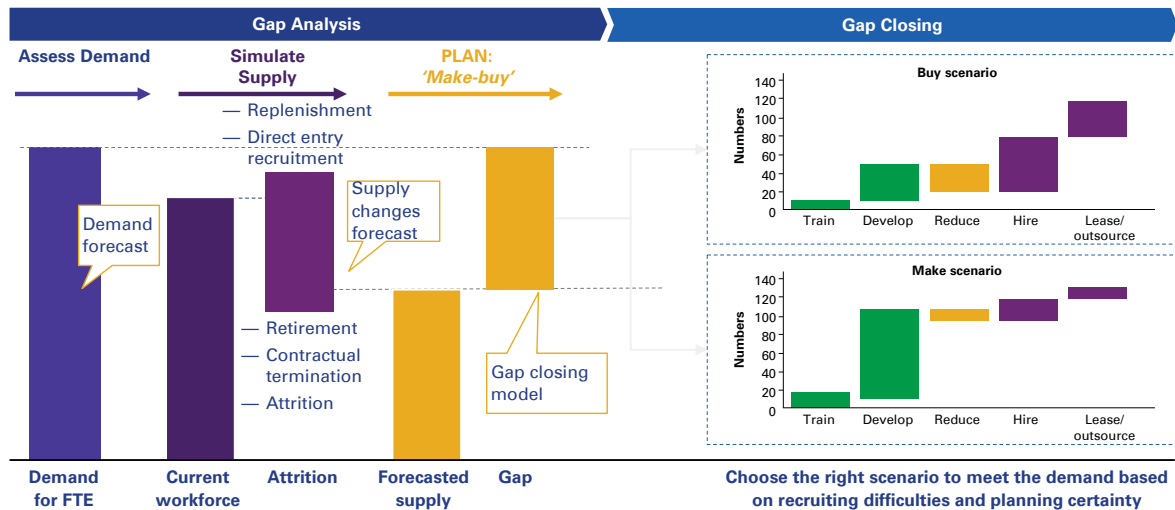 Gap Analysis
Gap Closing
Assess Demand
Simulate
Supply
PLAN:
‘Make-buy’
— Replenishment
— Direct entry
recruitment
Demand
forecast
Supply
changes
forecast
— Retirement
— Contractual
termination
— Attrition
Gap closing
model
Demand
for FTE
Current
workforce
Attrition
Forecasted
supply
Gap
Buy scenario
Numbers
140
120
100
80
60
40
20
0
Train
Develop
Reduce
Hire
Lease/
outsource
Make scenario
Numbers
140
120
100
80
60
40
20
0
Train
Develop
Reduce
Hire
Lease/
outsource
Choose the right scenario to meet the demand based
on recruiting difficulties and planning certainty